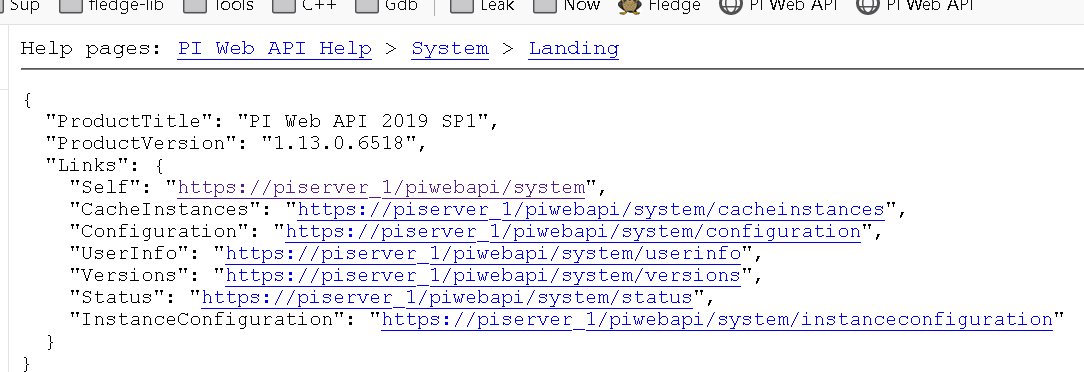 Sup fledge-lib Tools C++ Gdb Leak Now Fledge PI Web API PI Web API
Help pages: PI Web API Help > System > Landing
{
"ProductTitle": "PI Web API 2019 SP1",
"ProductVersion": "1.13.0.6518",
"Links": {
"Self": "https://piserver_1/piwebapi/system",
"CacheInstances": "https://piserver_1/piwebapi/system/cacheinstances",
"Configuration": "https://piserver_1/piwebapi/system/configuration",
"UserInfo": "https://piserver_1/piwebapi/system/userinfo",
"Versions": "https://piserver_1/piwebapi/system/versions",
"Status": "https://piserver_1/piwebapi/system/status",
"InstanceConfiguration": "https://piserver_1/piwebapi/system/instanceconfiguration"
}
}